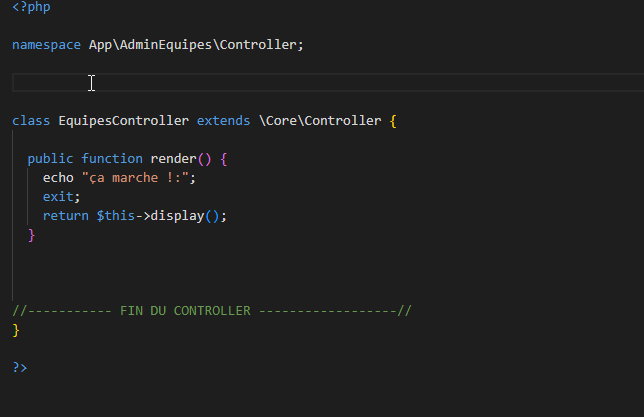 <?php
namespace App\AdminEquipes\Controller;
class EquipesController extends \Core\Controller {
public function render() {
echo "ça marche !:";
exit;
return $this->display();
}
//----------- FIN DU CONTROLLER ------------------//
}
?>